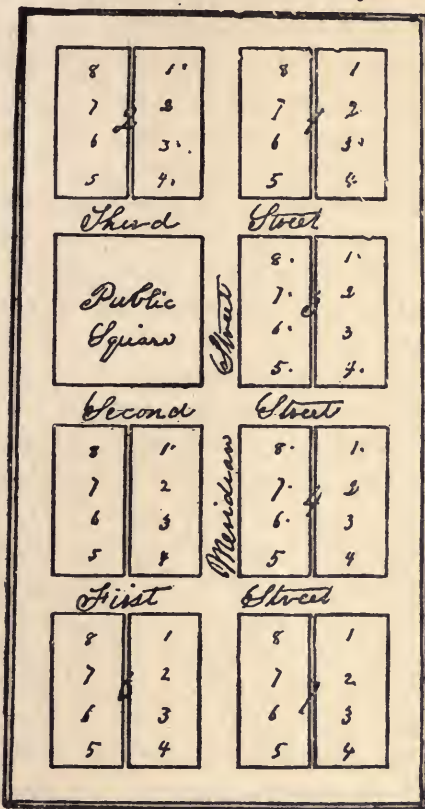 8 1. 8 1
7 2 7 2.
6 3. 6 3.
5 4. 5 4.
Third Street
Public
Square
Street
8. 1.
7. 2
6. 3
5. 4.
Second Street
Meridian
8 1. 8. 1.
7 2 7. 2
6 3 6. 3
5 4 5 4
First Street
8 1 8 1
7 2 7 2
6 3 6 3
5 4 5 4